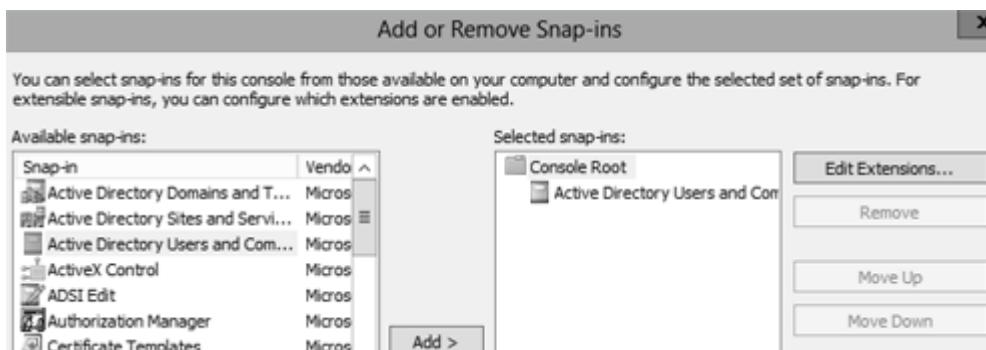 Add or Remove Snap-ins
You can select snap-ins for this console from those available on your computer and configure the selected set of snap-ins. For
extensible snap-ins, you can configure which extensions are enabled.
Available snap-ins:
Snap-in Vendo
Active Directory Domains and T... Micros
Active Directory Sites and Servi... Micros
Active Directory Users and Com... Micros
ActiveX Control Micros
ADSI Edit Micros
Authorization Manager Micros
Certificate Templates Micros
Add >
Selected snap-ins:
Console Root
Active Directory Users and Com
Edit Extensions...
Remove
Move Up
Move Down